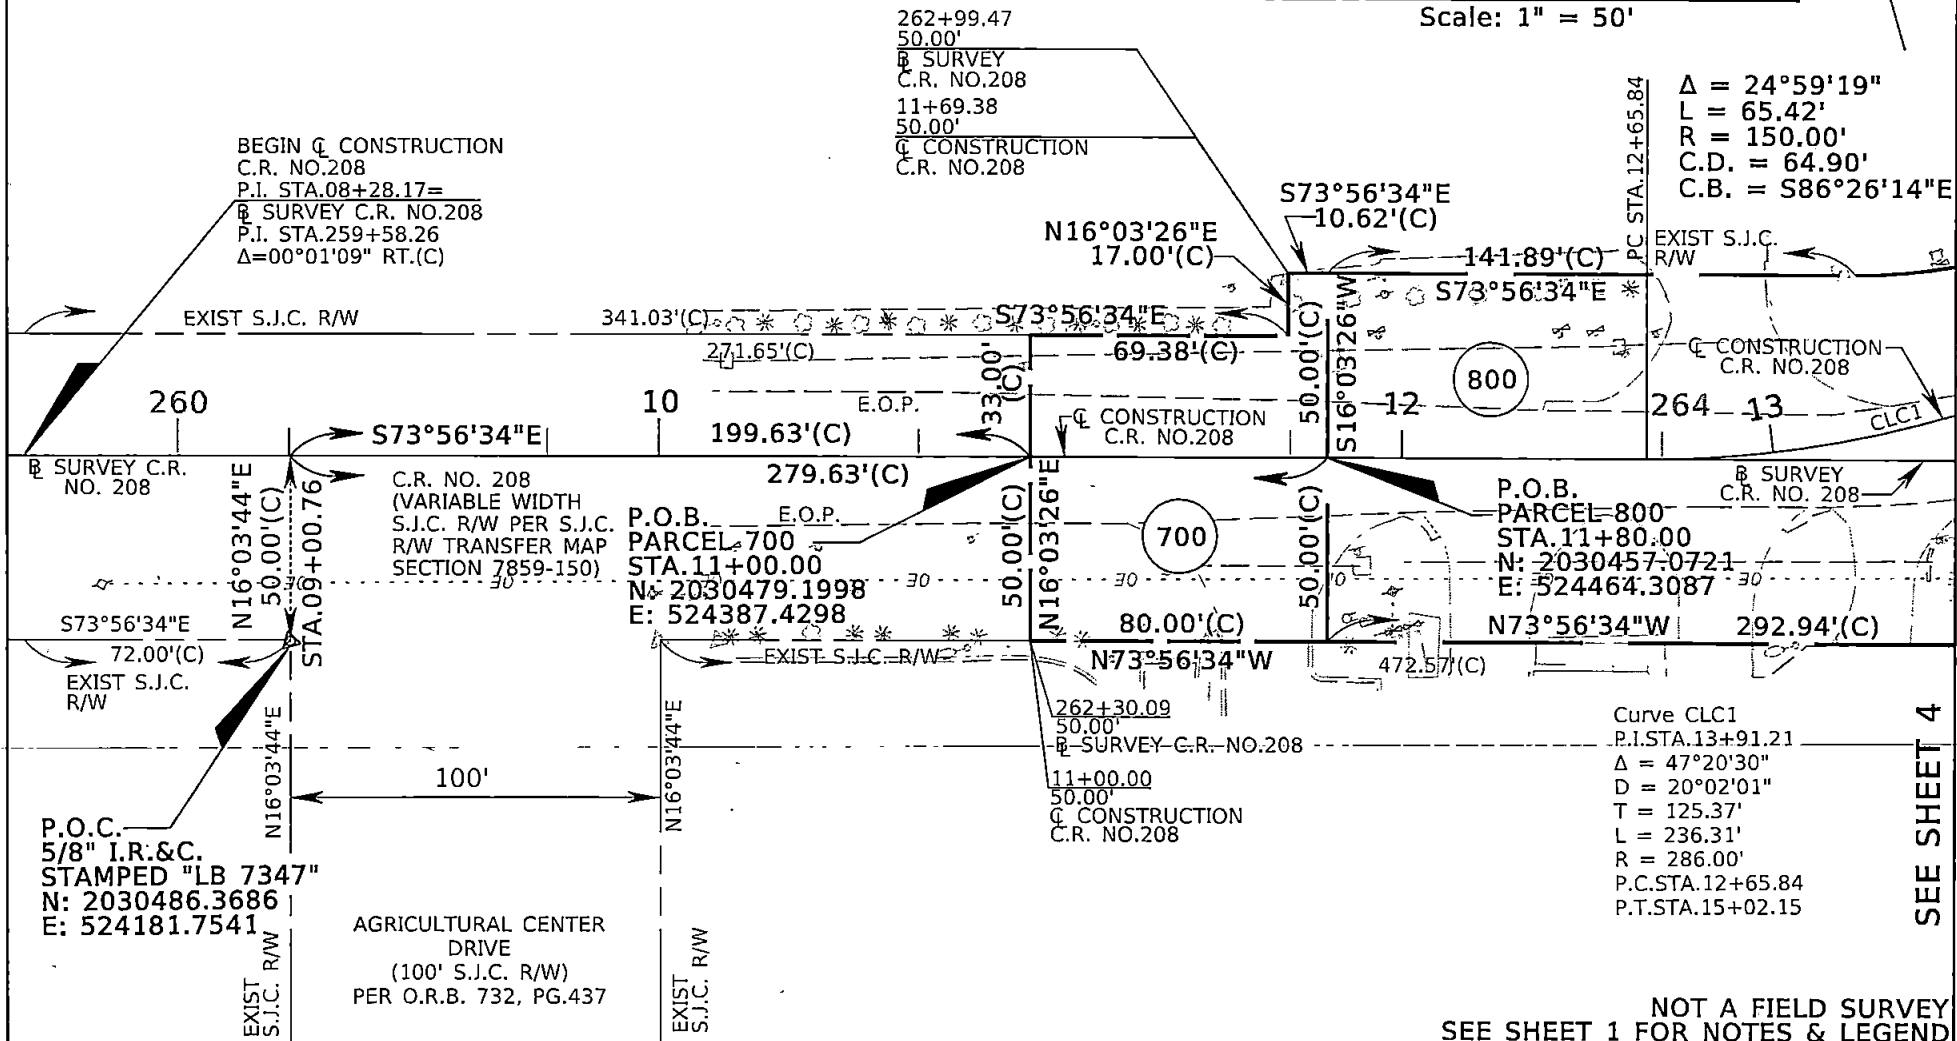 Scale: 1" = 50'
262+99.47
50.00'
℄ SURVEY
C.R. NO.208
11+69.38
50.00'
℄ CONSTRUCTION
C.R. NO.208
PC STA.12+65.84
Δ = 24°59'19"
L = 65.42'
R = 150.00'
C.D. = 64.90'
C.B. = S86°26'14"E
BEGIN ℄ CONSTRUCTION
C.R. NO.208
P.I. STA.08+28.17=
℄ SURVEY C.R. NO.208
P.I. STA.259+58.26
Δ=00°01'09" RT.(C)
S73°56'34"E
10.62'(C)
N16°03'26"E
17.00'(C)
141.89'(C)
S73°56'34"E
EXIST S.J.C.
R/W
EXIST S.J.C. R/W
341.03'(C)
S73°56'34"E
271.65'(C)
69.38'(C)
33.00'
(C)
50.00'(C)
S16°03'26"W
800
℄ CONSTRUCTION
C.R. NO.208
260
10
E.O.P.
℄ CONSTRUCTION
C.R. NO.208
12
264
13
CLC1
S73°56'34"E
199.63'(C)
279.63'(C)
℄ SURVEY C.R.
NO. 208
N16°03'44"E
50.00'(C)
STA.09+00.76
C.R. NO. 208
(VARIABLE WIDTH
S.J.C. R/W PER S.J.C.
R/W TRANSFER MAP
SECTION 7859-150)
P.O.B.
PARCEL 700
STA.11+00.00
N: 2030479.1998
E: 524387.4298
E.O.P.
50.00'(C)
N16°03'26"E
700
50.00'(C)
℄ SURVEY
C.R. NO. 208
P.O.B.
PARCEL 800
STA.11+80.00
N: 2030457.0721
E: 524464.3087
30
30
30
30
30
S73°56'34"E
72.00'(C)
EXIST S.J.C.
R/W
EXIST S.J.C. R/W
80.00'(C)
N73°56'34"W
N73°56'34"W
292.94'(C)
472.57'(C)
262+30.09
50.00'
℄ SURVEY C.R. NO.208
11+00.00
50.00'
℄ CONSTRUCTION
C.R. NO.208
N16°03'44"E
100'
N16°03'44"E
P.O.C.
5/8" I.R.&C.
STAMPED "LB 7347"
N: 2030486.3686
E: 524181.7541
Curve CLC1
P.I.STA.13+91.21
Δ = 47°20'30"
D = 20°02'01"
T = 125.37'
L = 236.31'
R = 286.00'
P.C.STA.12+65.84
P.T.STA.15+02.15
SEE SHEET 4
EXIST
S.J.C. R/W
AGRICULTURAL CENTER
DRIVE
(100' S.J.C. R/W)
PER O.R.B. 732, PG.437
EXIST
S.J.C. R/W
NOT A FIELD SURVEY
SEE SHEET 1 FOR NOTES & LEGEND